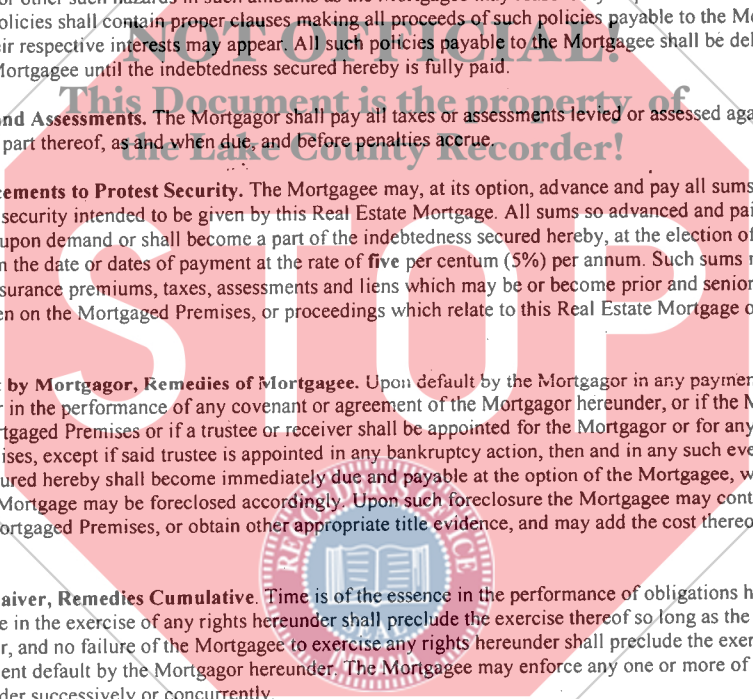 or other such hazards in such amounts as the Mortgagee may
olicies shall contain proper clauses making all proceeds of such policies payable to the Mo
eir respective interests may appear. All such policies payable to the Mortgagee shall be del
Mortgagee until the indebtedness secured hereby is fully paid.
NOT OFFICIAL!
This Document is the property of
the Lake County Recorder!
nd Assessments. The Mortgagor shall pay all taxes or assessments levied or assessed aga
part thereof, as and when due, and before penalties accrue.
cements to Protest Security. The Mortgagee may, at its option, advance and pay all sums
security intended to be given by this Real Estate Mortgage. All sums so advanced and pai
upon demand or shall become a part of the indebtedness secured hereby, at the election of
n the date or dates of payment at the rate of five per centum (5%) per annum. Such sums
surance premiums, taxes, assessments and liens which may be or become prior and senior
en on the Mortgaged Premises, or proceedings which relate to this Real Estate Mortgage o
STOP
by Mortgagor, Remedies of Mortgagee. Upon default by the Mortgagor in any paymen
r in the performance of any covenant or agreement of the Mortgagor hereunder, or if the M
rtgaged Premises or if a trustee or receiver shall be appointed for the Mortgagor or for any
ises, except if said trustee is appointed in any bankruptcy action, then and in any such eve
ured hereby shall become immediately due and payable at the option of the Mortgagee, w
Mortgage may be foreclosed accordingly. Upon such foreclosure the Mortgagee may cont
ortgaged Premises, or obtain other appropriate title evidence, and may add the cost thereo
RECORDER OFFICE
SEAL
aiver, Remedies Cumulative. Time is of the essence in the performance of obligations h
e in the exercise of any rights hereunder shall preclude the exercise thereof so long as the
r, and no failure of the Mortgagee to exercise any rights hereunder shall preclude the exer
ent default by the Mortgagor hereunder. The Mortgagee may enforce any one or more of
der successively or concurrently.